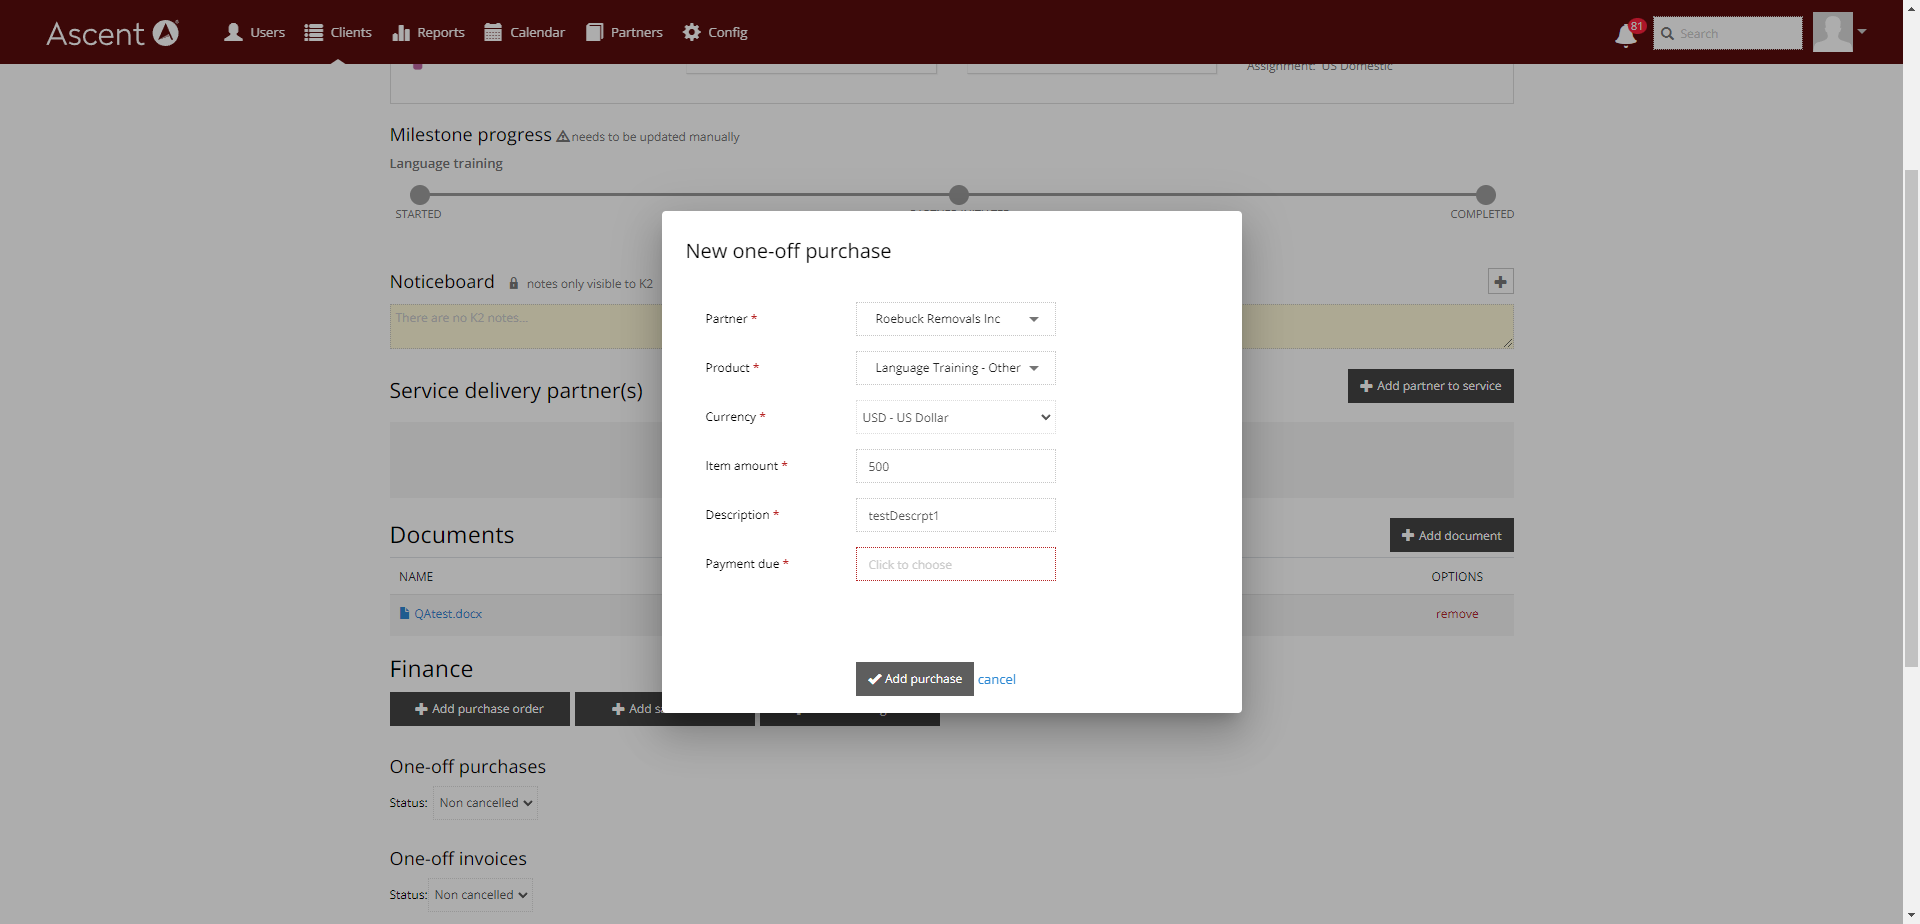 Ascent
Users
Clients
Reports
Calendar
Partners
Config
81
Search
Assignment: US Domestic
Milestone progress needs to be updated manually
Language training
STARTED
COMPLETED
New one-off purchase
Noticeboard notes only visible to K2
There are no K2 notes...
Partner * Roebuck Removals Inc
Product * Language Training - Other
Service delivery partner(s)
Add partner to service
Currency * USD - US Dollar
Item amount * 500
Description * testDescrpt1
Documents
Add document
Payment due * Click to choose
NAME
OPTIONS
QAtest.docx
remove
Finance
Add purchase cancel
Add purchase order
Add
One-off purchases
Status: Non cancelled
One-off invoices
Status: Non cancelled